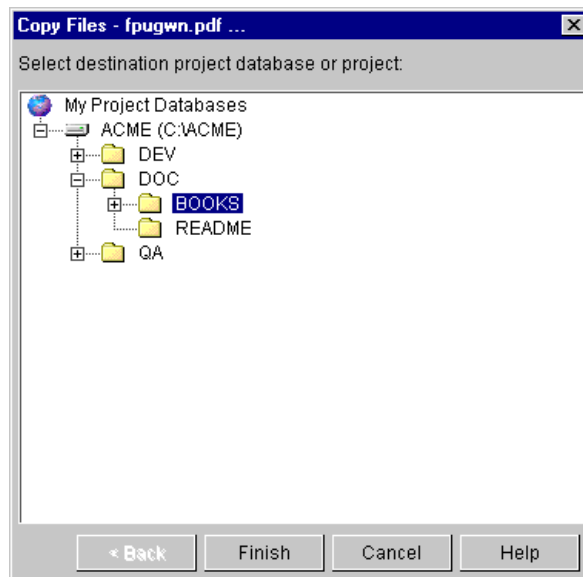 Copy Files - fpugwn.pdf ...
Select destination project database or project:
My Project Databases
ACME (C:\ACME)
DEV
DOC
BOOKS
README
QA
< Back Finish Cancel Help